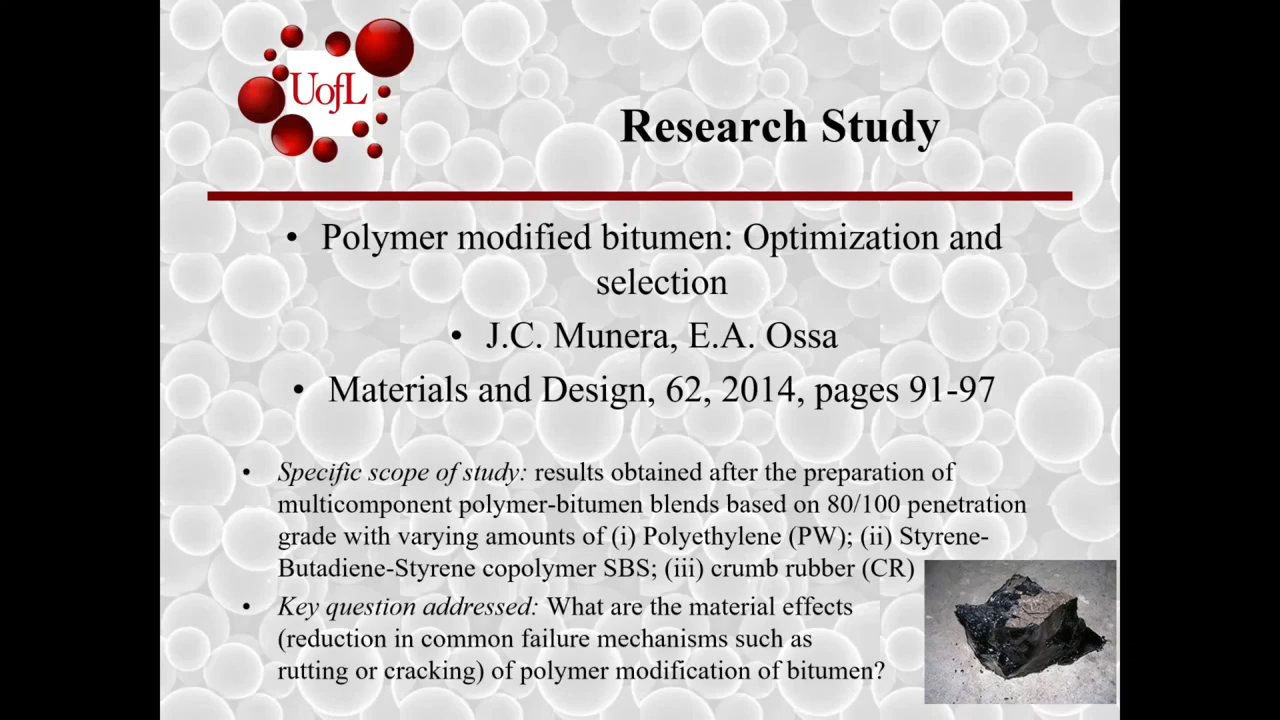 UofL
Research Study
• Polymer modified bitumen: Optimization and
selection
• J.C. Munera, E.A. Ossa
• Materials and Design, 62, 2014, pages 91-97
• Specific scope of study: results obtained after the preparation of
multicomponent polymer-bitumen blends based on 80/100 penetration
grade with varying amounts of (i) Polyethylene (PW); (ii) Styrene-
Butadiene-Styrene copolymer SBS; (iii) crumb rubber (CR)
• Key question addressed: What are the material effects
(reduction in common failure mechanisms such as
rutting or cracking) of polymer modification of bitumen?